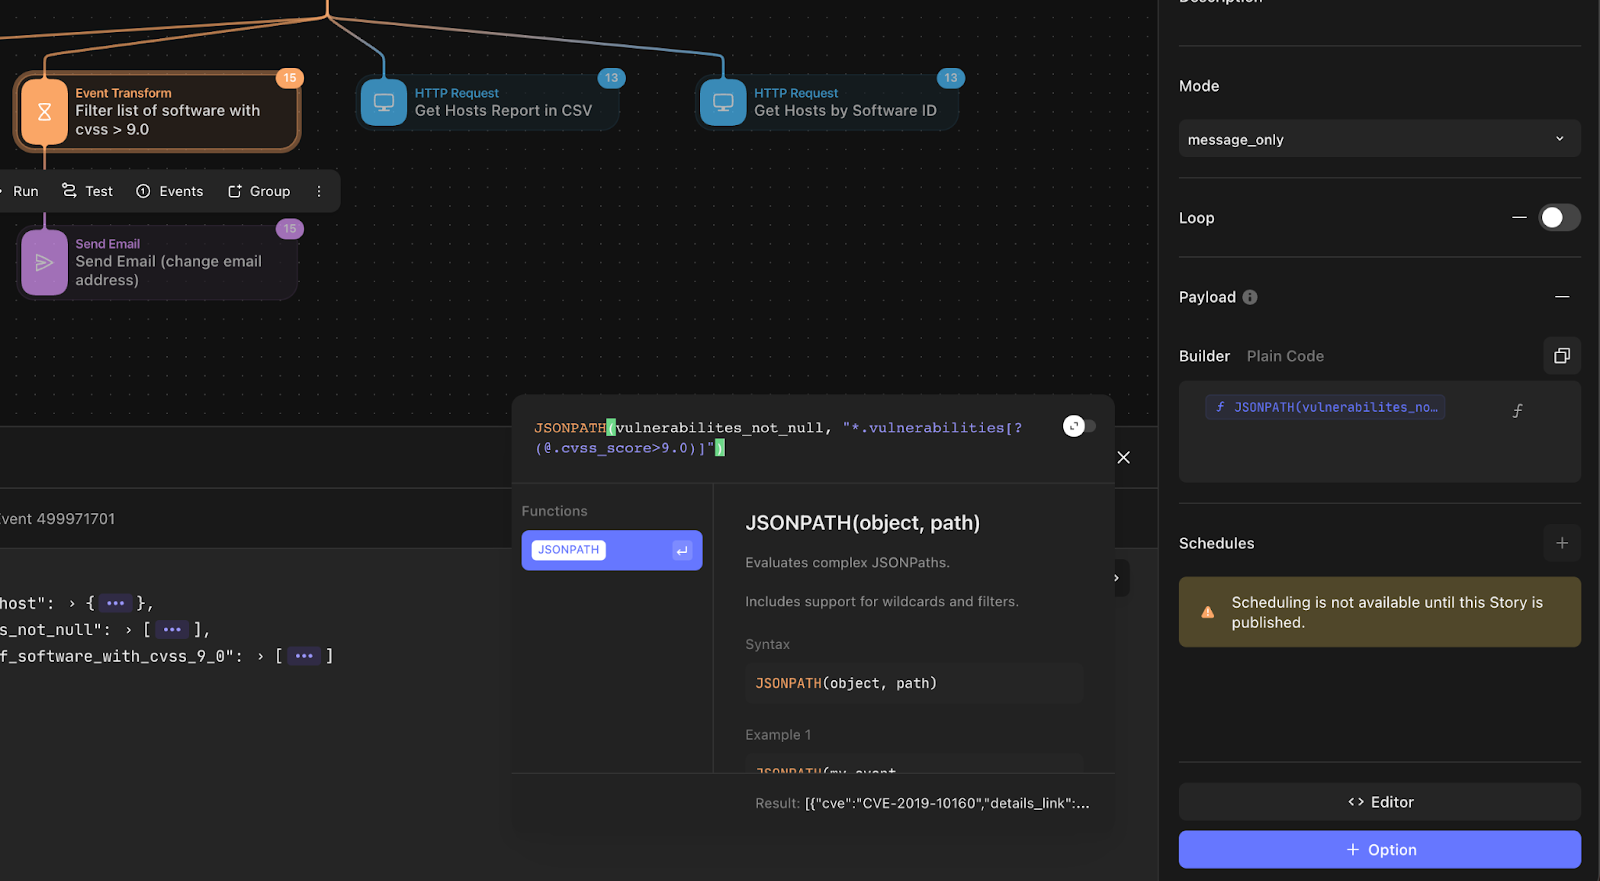 Description
Event Transform
15
Filter list of software with
cvss > 9.0
HTTP Request
13
Get Hosts Report in CSV
HTTP Request
13
Get Hosts by Software ID
Run
Test
Events
Group
Send Email
15
Send Email (change email
address)
Mode
message_only
Loop
Payload
Builder
Plain Code
JSONPATH(vulnerabilites_no…
Schedules
Scheduling is not available until this Story is
published.
Editor
Option
JSONPATH(vulnerabilites_not_null, "*.vulnerabilities[?
(@.cvss_score>9.0)]")
Functions
JSONPATH
JSONPATH(object, path)
Evaluates complex JSONPaths.
Includes support for wildcards and filters.
Syntax
JSONPATH(object, path)
Example 1
JSONPATH(my_event
Result: [{"cve":"CVE-2019-10160","details_link":...
vent 499971701
host": › { ••• },
s_not_null": › [ ••• ],
f_software_with_cvss_9_0": › [ ••• ]